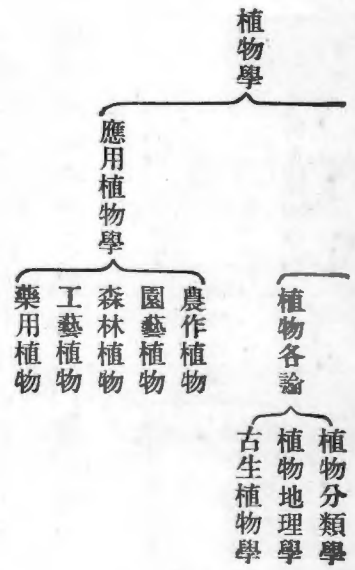 植物學
植物各論
植物分類學
植物地理學
古生植物學
應用植物學
農作植物
園藝植物
森林植物
工藝植物
藥用植物